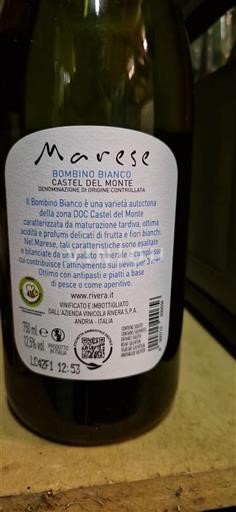 Marese
BOMBINO BIANCO
CASTEL DEL MONTE
DENOMINAZIONE DI ORIGINE CONTROLLATA
Il Bombino Bianco è una varietà autoctona
della zona DOC Castel del Monte
caratterizzata da maturazione tardiva, ottima
acidità e profumi delicati di frutta e fiori bianchi.
Nel Marese, tali caratteristiche sono esaltate
e bilanciate da un palato minerale e complesso
cui contribuisce l'affinamento sui lieviti per 3 mesi.
Ottimo con antipasti e piatti a base
di pesce o come aperitivo.
www.rivera.it
VINIFICATO E IMBOTTIGLIATO
DALL'AZIENDA VINICOLA RIVERA S.P.A.
ANDRIA - ITALIA
750 ml e
12,5% vol.
PRODOTTO
IN ITALIA
LC42F1 12:53